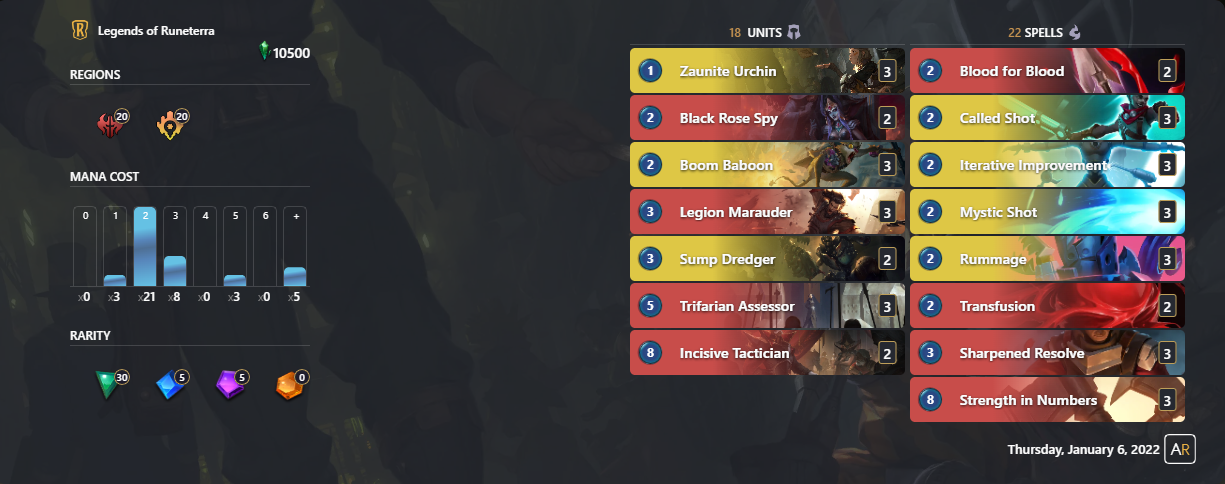 Legends of Runeterra
10500
REGIONS
20 20
MANA COST
0 1 2 3 4 5 6 +
x0 x3 x21 x8 x0 x3 x0 x5
RARITY
30 5 5 0
18 UNITS
1 Zaunite Urchin 3
2 Black Rose Spy 2
2 Boom Baboon 3
3 Legion Marauder 3
3 Sump Dredger 2
5 Trifarian Assessor 3
8 Incisive Tactician 2
22 SPELLS
2 Blood for Blood 2
2 Called Shot 3
2 Iterative Improvement 3
2 Mystic Shot 3
2 Rummage 3
2 Transfusion 2
3 Sharpened Resolve 3
8 Strength in Numbers 3
Thursday, January 6, 2022 AR